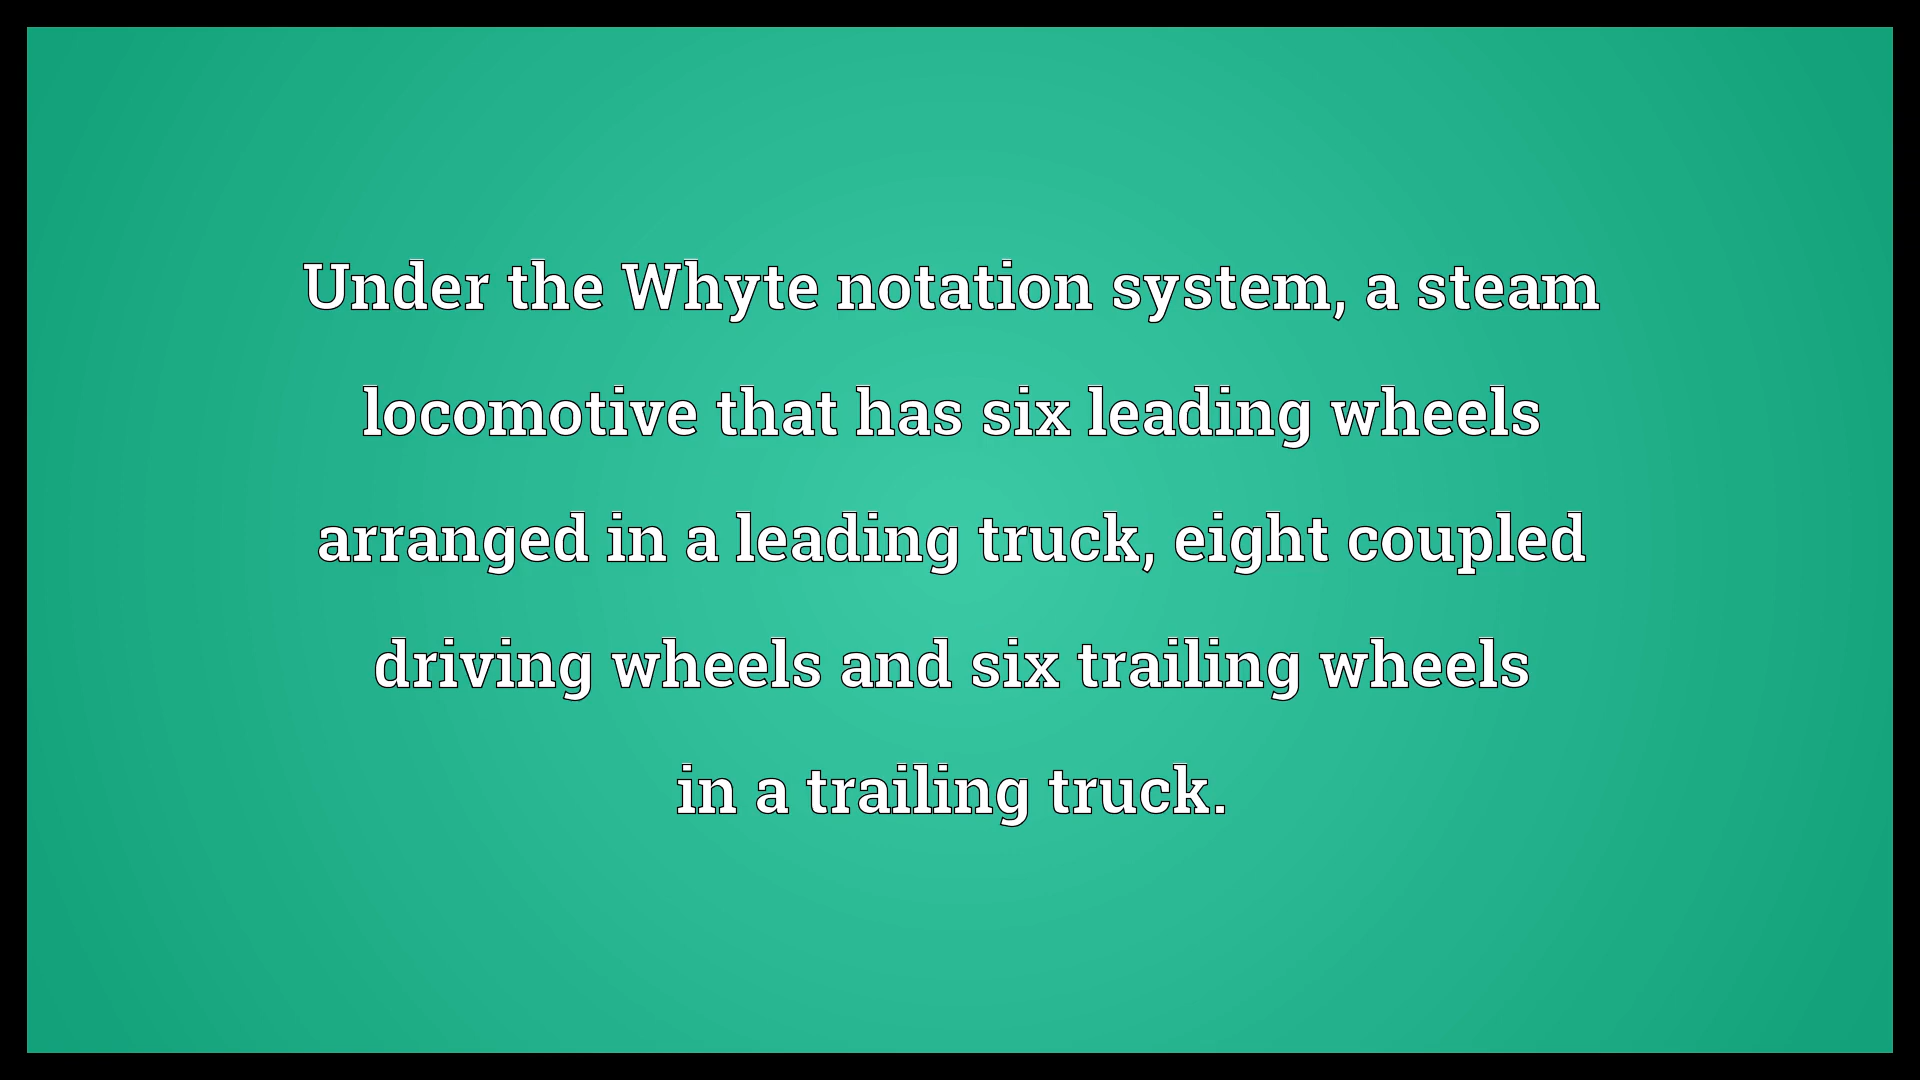 Under the Whyte notation system, a steam
locomotive that has six leading wheels
arranged in a leading truck, eight coupled
driving wheels and six trailing wheels
in a trailing truck.